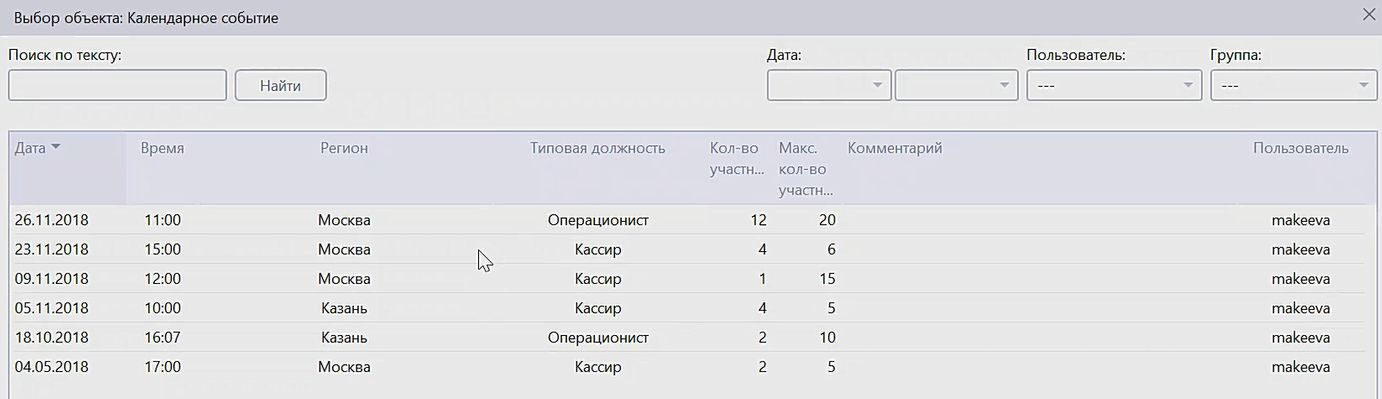 Выбор объекта: Календарное событие
Поиск по тексту: Дата: Пользователь: Группа:
Найти --- ---
Дата Время Регион Типовая должность Кол-во участн... Макс. кол-во участн... Комментарий Пользователь
26.11.2018 11:00 Москва Операционист 12 20 makeeva
23.11.2018 15:00 Москва Кассир 4 6 makeeva
09.11.2018 12:00 Москва Кассир 1 15 makeeva
05.11.2018 10:00 Казань Кассир 4 5 makeeva
18.10.2018 16:07 Казань Операционист 2 10 makeeva
04.05.2018 17:00 Москва Кассир 2 5 makeeva